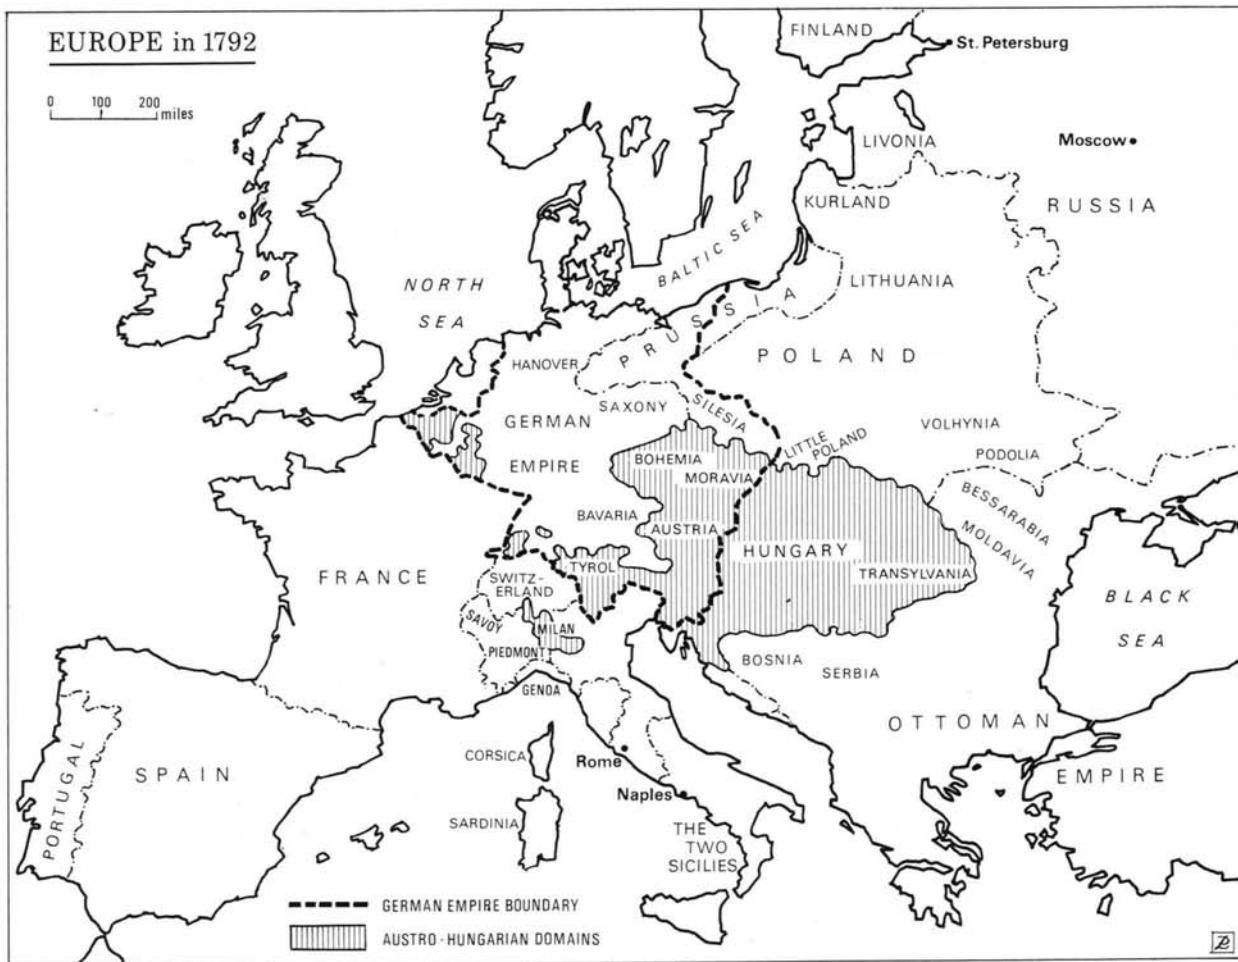 EUROPE in 1792
0 100 200 miles
FINLAND
St. Petersburg
LIVONIA
Moscow
KURLAND
RUSSIA
BALTIC SEA
NORTH
SEA
LITHUANIA
PRUSSIA
HANOVER
POLAND
SAXONY
SILESIA
GERMAN
EMPIRE
VOLHYNIA
LITTLE
POLAND
PODOLIA
BOHEMIA
MORAVIA
BESSARABIA
MOLDAVIA
BAVARIA
AUSTRIA
HUNGARY
TRANSYLVANIA
FRANCE
SWITZ-
ERLAND
TYROL
BLACK
SEA
SAVOY
MILAN
PIEDMONT
BOSNIA
SERBIA
GENOA
OTTOMAN
EMPIRE
PORTUGAL
SPAIN
CORSICA
Rome
Naples
SARDINIA
THE
TWO
SICILIES
GERMAN EMPIRE BOUNDARY
AUSTRO-HUNGARIAN DOMAINS